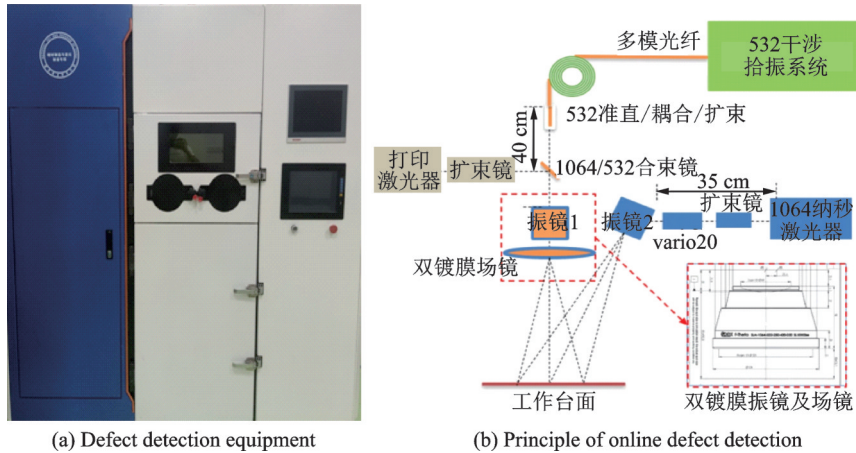 多模光纤
532干涉
拾振系统
532准直/耦合/扩束
40 cm
打印
激光器
扩束镜
1064/532合束镜
35 cm
扩束镜
振镜1
振镜2
1064纳秒
激光器
vario20
双镀膜场镜
工作台面
双镀膜振镜及场镜
(a) Defect detection equipment
(b) Principle of online defect detection